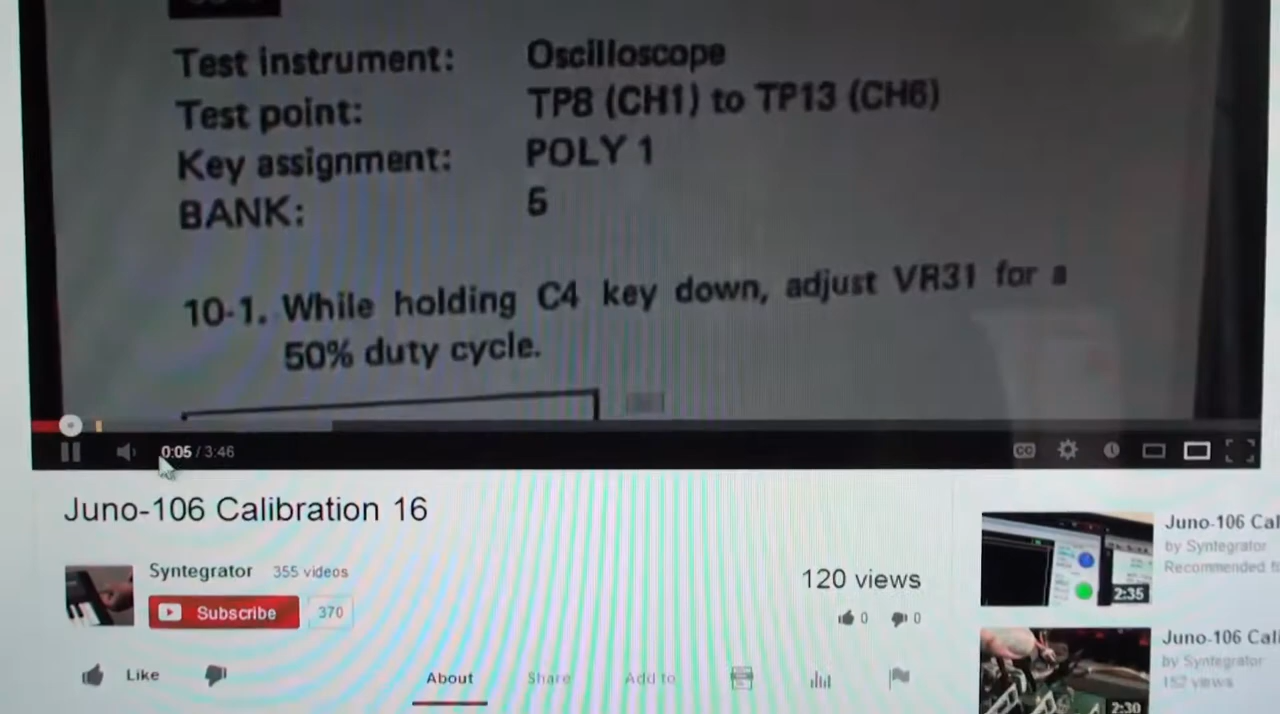 Test instrument: Oscilloscope
Test point: TP8 (CH1) to TP13 (CH6)
Key assignment: POLY 1
BANK: 5
10-1. While holding C4 key down, adjust VR31 for a
50% duty cycle.
0:05 / 3:46
CC
Juno-106 Calibration 16
Syntegrator 355 videos
Subscribe 370
120 views
0 0
Like
About Share Add to
Juno-106 Cal
by Syntegrator
Recommended f
2:35
Juno-106 Cal
by Syntegrator
152 views
2:30